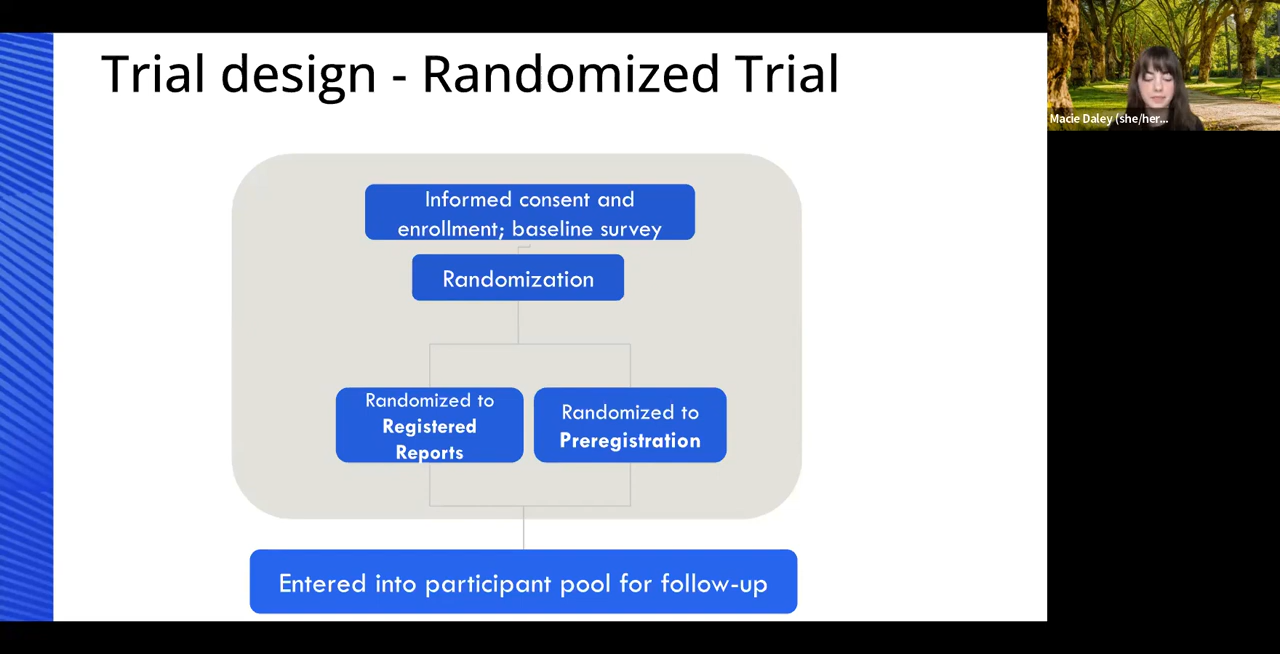 Trial design - Randomized Trial
Macie Daley (she/her...
Informed consent and
enrollment; baseline survey
Randomization
Randomized to
Registered
Reports
Randomized to
Preregistration
Entered into participant pool for follow-up